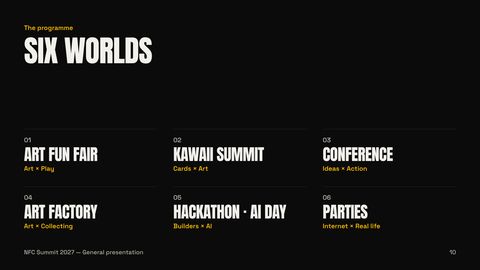 The programme
SIX WORLDS
01
ART FUN FAIR
Art × Play
02
KAWAII SUMMIT
Cards × Art
03
CONFERENCE
Ideas × Action
04
ART FACTORY
Art × Collecting
05
HACKATHON · AI DAY
Builders × AI
06
PARTIES
Internet × Real life
NFC Summit 2027 — General presentation
10